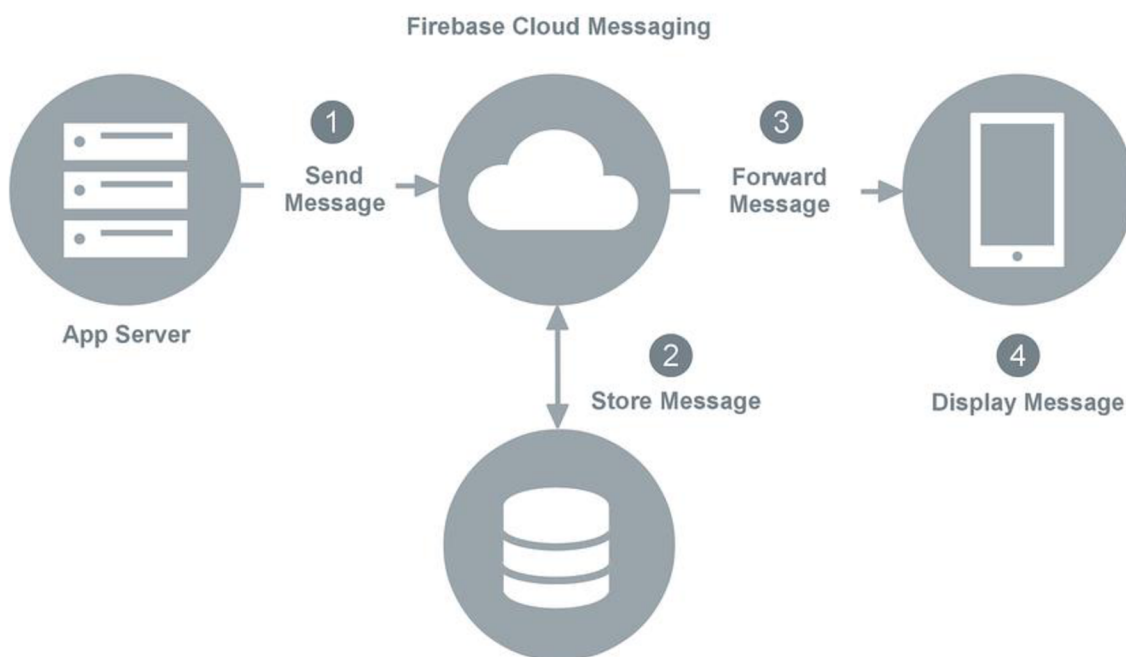 Firebase Cloud Messaging
1
Send
Message
3
Forward
Message
App Server
2
Store Message
4
Display Message